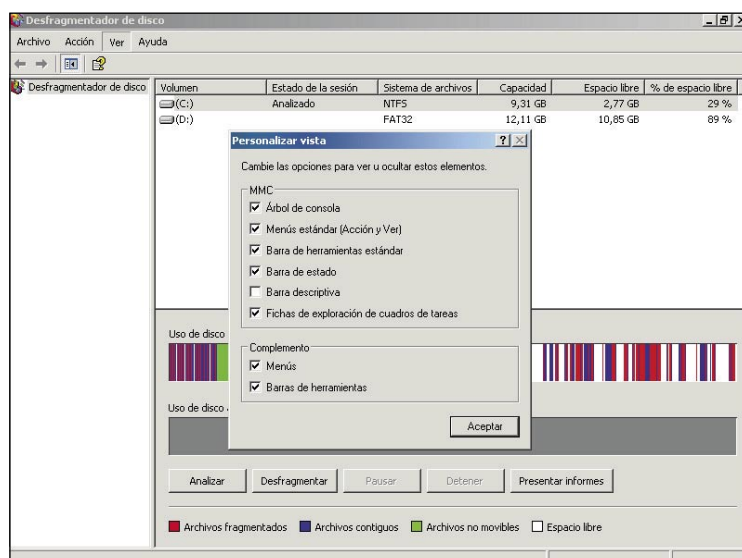 Desfragmentador de disco
Archivo Acción Ver Ayuda
Desfragmentador de disco
Volumen Estado de la sesión Sistema de archivos Capacidad Espacio libre % de espacio libre
(C:) Analizado NTFS 9,31 GB 2,77 GB 29 %
(D:) FAT32 12,11 GB 10,85 GB 89 %
Personalizar vista
Cambie las opciones para ver u ocultar estos elementos.
MMC
Árbol de consola
Menús estándar (Acción y Ver)
Barra de herramientas estándar
Barra de estado
Barra descriptiva
Fichas de exploración de cuadros de tareas
Complemento
Menús
Barras de herramientas
Aceptar
Uso de disco
Uso de disco
Analizar Desfragmentar Pausar Detener Presentar informes
Archivos fragmentados Archivos contiguos Archivos no movibles Espacio libre